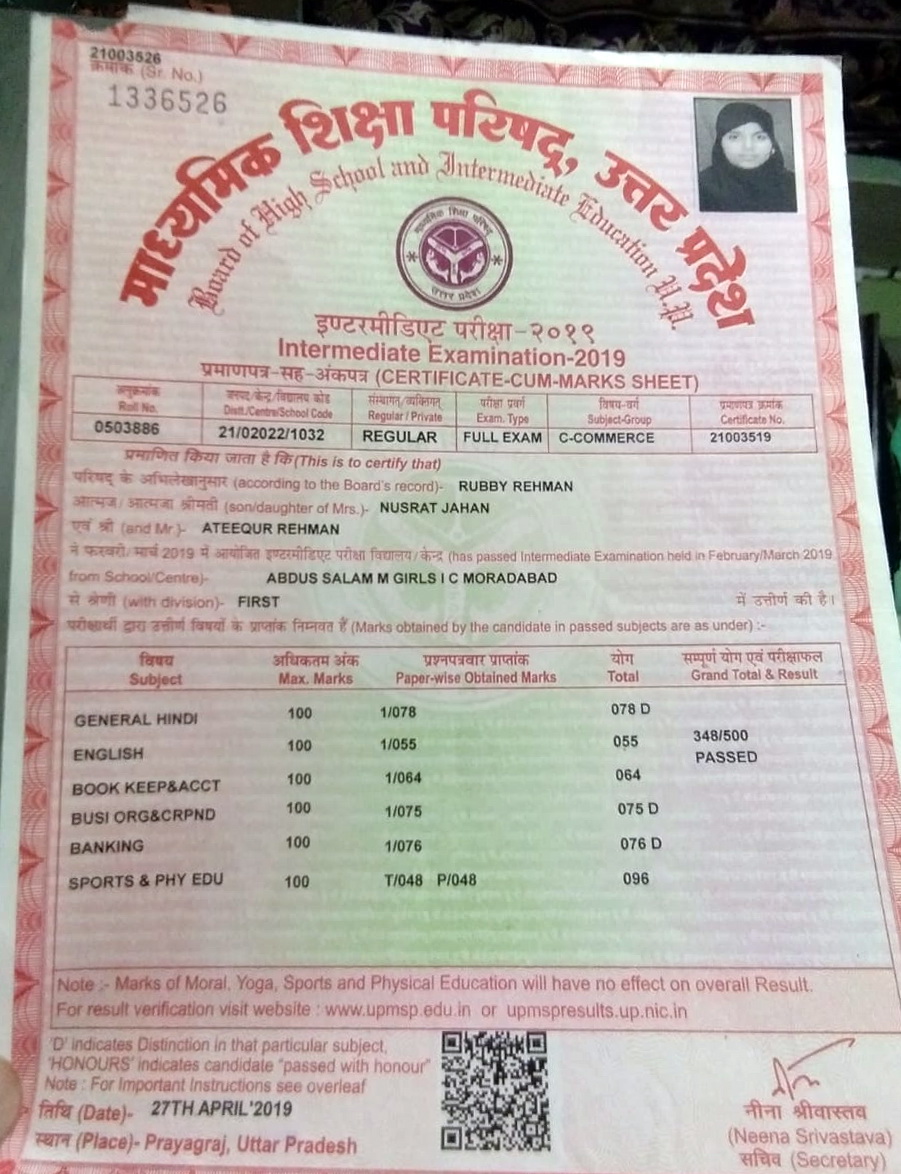 21003526
क्रमांक (Sr. No.)
1336526
माध्यमिक शिक्षा परिषद्, उत्तर प्रदेश
Board of High School and Intermediate Education U.P.
माध्यमिक शिक्षा परिषद्
उत्तर प्रदेश
इण्टरमीडिएट परीक्षा-२०१९
Intermediate Examination-2019
प्रमाणपत्र-सह-अंकपत्र (CERTIFICATE-CUM-MARKS SHEET)
अनुक्रमांक जनपद/केन्द्र/विद्यालय कोड संस्थागत/व्यक्तिगत् परीक्षा प्रवर्ग विषय-वर्ग प्रमाणपत्र क्रमांक
Roll No. Distt./Centre/School Code Regular / Private Exam. Type Subject-Group Certificate No.
0503886 21/02022/1032 REGULAR FULL EXAM C-COMMERCE 21003519
प्रमाणित किया जाता है कि (This is to certify that)
परिषद् के अभिलेखानुसार (according to the Board's record)- RUBBY REHMAN
आत्मज/आत्मजा श्रीमती (son/daughter of Mrs.)- NUSRAT JAHAN
एवं श्री (and Mr.)- ATEEQUR REHMAN
ने फरवरी/मार्च 2019 में आयोजित इण्टरमीडिएट परीक्षा विद्यालय/केन्द्र (has passed Intermediate Examination held in February/March 2019
from School/Centre)- ABDUS SALAM M GIRLS I C MORADABAD
से श्रेणी (with division)- FIRST में उत्तीर्ण की है।
परीक्षार्थी द्वारा उत्तीर्ण विषयों के प्राप्तांक निम्नवत हैं (Marks obtained by the candidate in passed subjects are as under) :-
विषय अधिकतम अंक प्रश्नपत्रवार प्राप्तांक योग सम्पूर्ण योग एवं परीक्षाफल
Subject Max. Marks Paper-wise Obtained Marks Total Grand Total & Result
GENERAL HINDI 100 1/078 078 D
ENGLISH 100 1/055 055 348/500
PASSED
BOOK KEEP&ACCT 100 1/064 064
BUSI ORG&CRPND 100 1/075 075 D
BANKING 100 1/076 076 D
SPORTS & PHY EDU 100 T/048 P/048 096
Note :- Marks of Moral, Yoga, Sports and Physical Education will have no effect on overall Result.
For result verification visit website : www.upmsp.edu.in or upmspresults.up.nic.in
'D' indicates Distinction in that particular subject,
'HONOURS' indicates candidate "passed with honour"
Note : For Important Instructions see overleaf
तिथि (Date)- 27TH APRIL'2019
स्थान (Place)- Prayagraj, Uttar Pradesh
नीना श्रीवास्तव
(Neena Srivastava)
सचिव (Secretary)